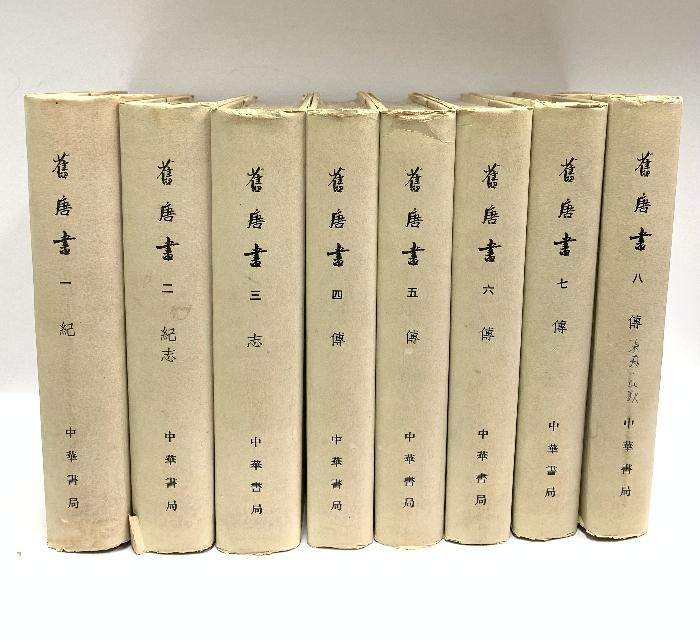 舊唐書 一 紀 中華書局
舊唐書 二 紀志 中華書局
舊唐書 三 志 中華書局
舊唐書 四 傳 中華書局
舊唐書 五 傳 中華書局
舊唐書 六 傳 中華書局
舊唐書 七 傳 中華書局
舊唐書 八 傳 中華書局